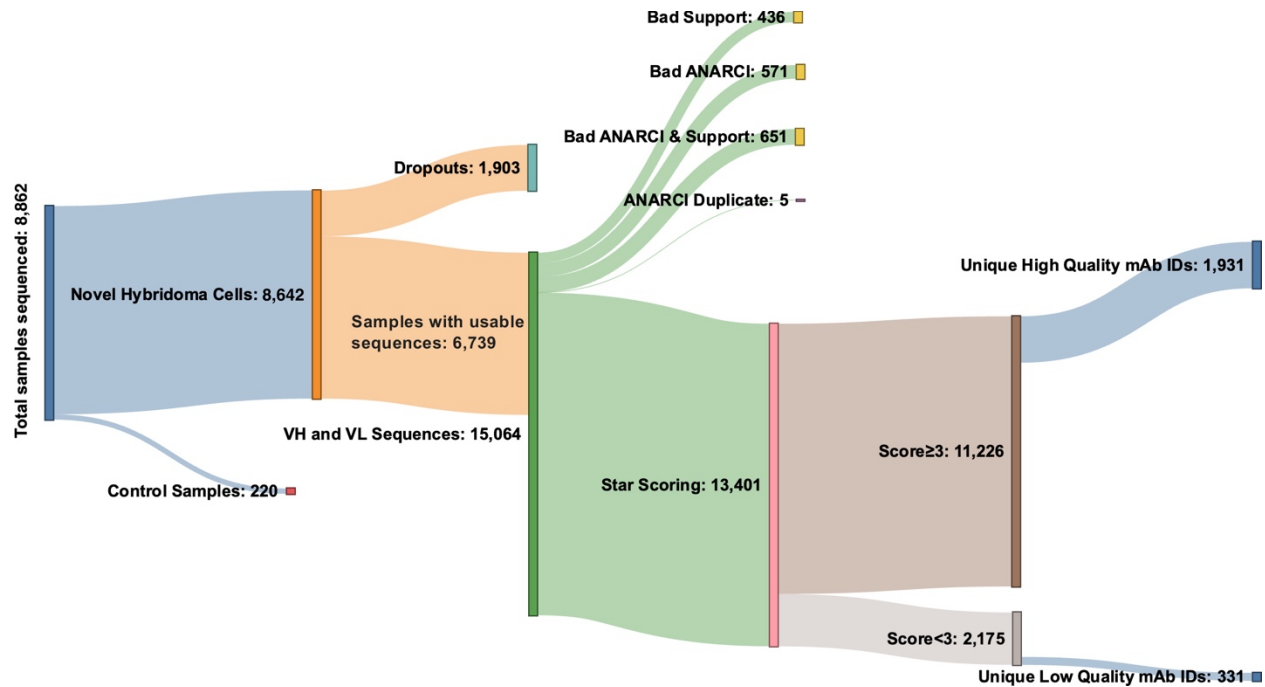 Total samples sequenced: 8,862
Novel Hybridoma Cells: 8,642
Control Samples: 220
Dropouts: 1,903
Samples with usable
sequences: 6,739
VH and VL Sequences: 15,064
Bad Support: 436
Bad ANARCI: 571
Bad ANARCI & Support: 651
ANARCI Duplicate: 5
Star Scoring: 13,401
Score≥3: 11,226
Score<3: 2,175
Unique High Quality mAb IDs: 1,931
Unique Low Quality mAb IDs: 331